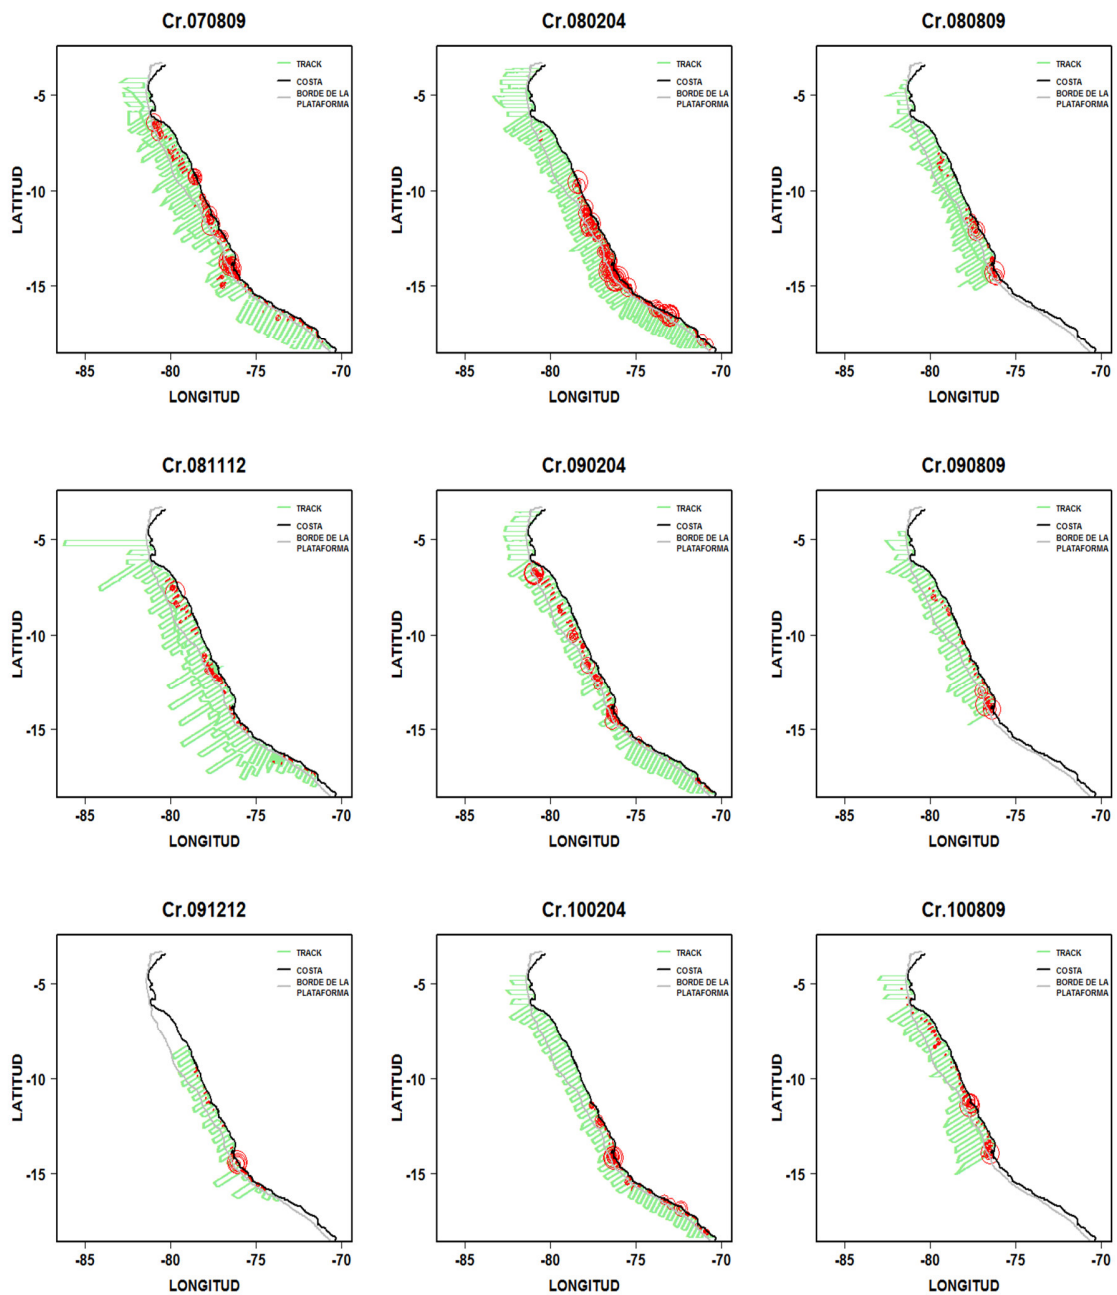 Cr.070809
Cr.080204
Cr.080809
TRACK
COSTA
BORDE DE LA
PLATAFORMA
TRACK
COSTA
BORDE DE LA
PLATAFORMA
TRACK
COSTA
BORDE DE LA
PLATAFORMA
LATITUD
-5
-10
-15
LATITUD
-5
-10
-15
LATITUD
-5
-10
-15
-85 -80 -75 -70
-85 -80 -75 -70
-85 -80 -75 -70
LONGITUD
LONGITUD
LONGITUD
Cr.081112
Cr.090204
Cr.090809
TRACK
COSTA
BORDE DE LA
PLATAFORMA
TRACK
COSTA
BORDE DE LA
PLATAFORMA
TRACK
COSTA
BORDE DE LA
PLATAFORMA
LATITUD
-5
-10
-15
LATITUD
-5
-10
-15
LATITUD
-5
-10
-15
-85 -80 -75 -70
-85 -80 -75 -70
-85 -80 -75 -70
LONGITUD
LONGITUD
LONGITUD
Cr.091212
Cr.100204
Cr.100809
TRACK
COSTA
BORDE DE LA
PLATAFORMA
TRACK
COSTA
BORDE DE LA
PLATAFORMA
TRACK
COSTA
BORDE DE LA
PLATAFORMA
LATITUD
-5
-10
-15
LATITUD
-5
-10
-15
LATITUD
-5
-10
-15
-85 -80 -75 -70
-85 -80 -75 -70
-85 -80 -75 -70
LONGITUD
LONGITUD
LONGITUD